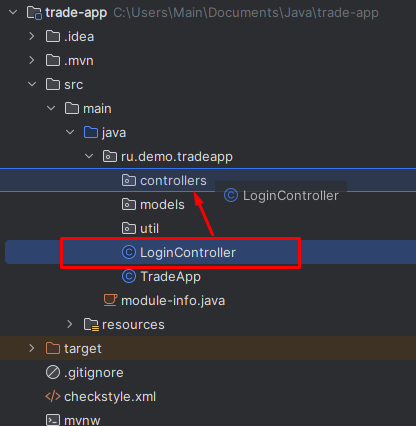 trade-app C:\Users\Main\Documents\Java\trade-app
.idea
.mvn
src
main
java
ru.demo.tradeapp
controllers
LoginController
models
util
LoginController
TradeApp
module-info.java
resources
target
.gitignore
checkstyle.xml
mvnw